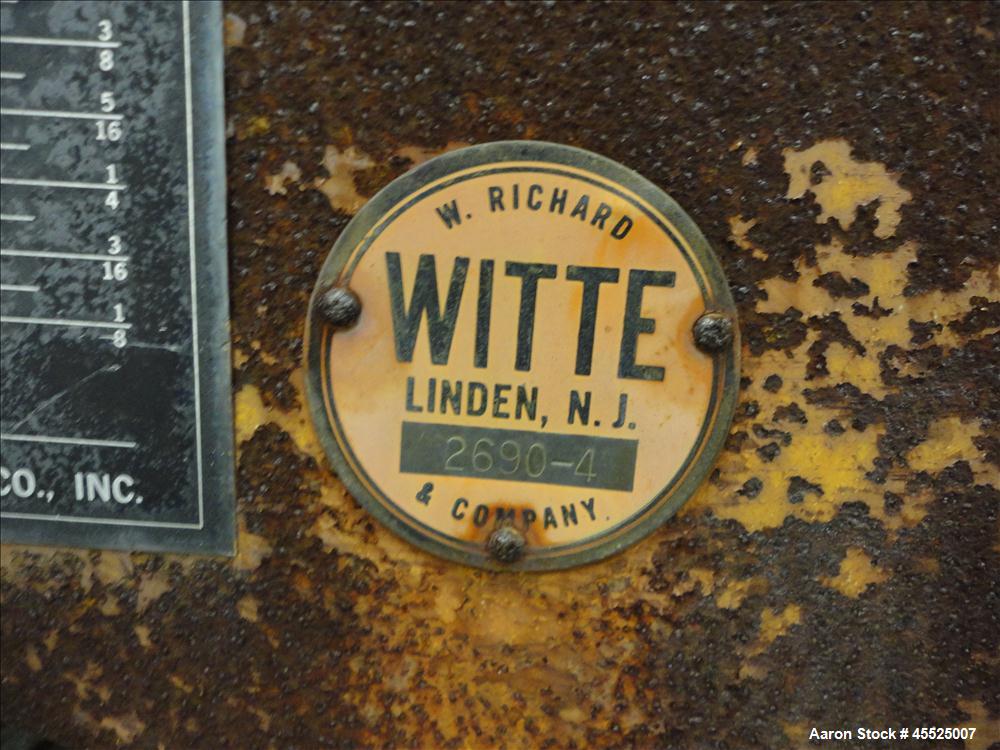 3/8
5/16
1/4
3/16
1/8
CO., INC.
W. RICHARD
WITTE
LINDEN, N. J.
2690-4
& COMPANY.
Aaron Stock # 45525007